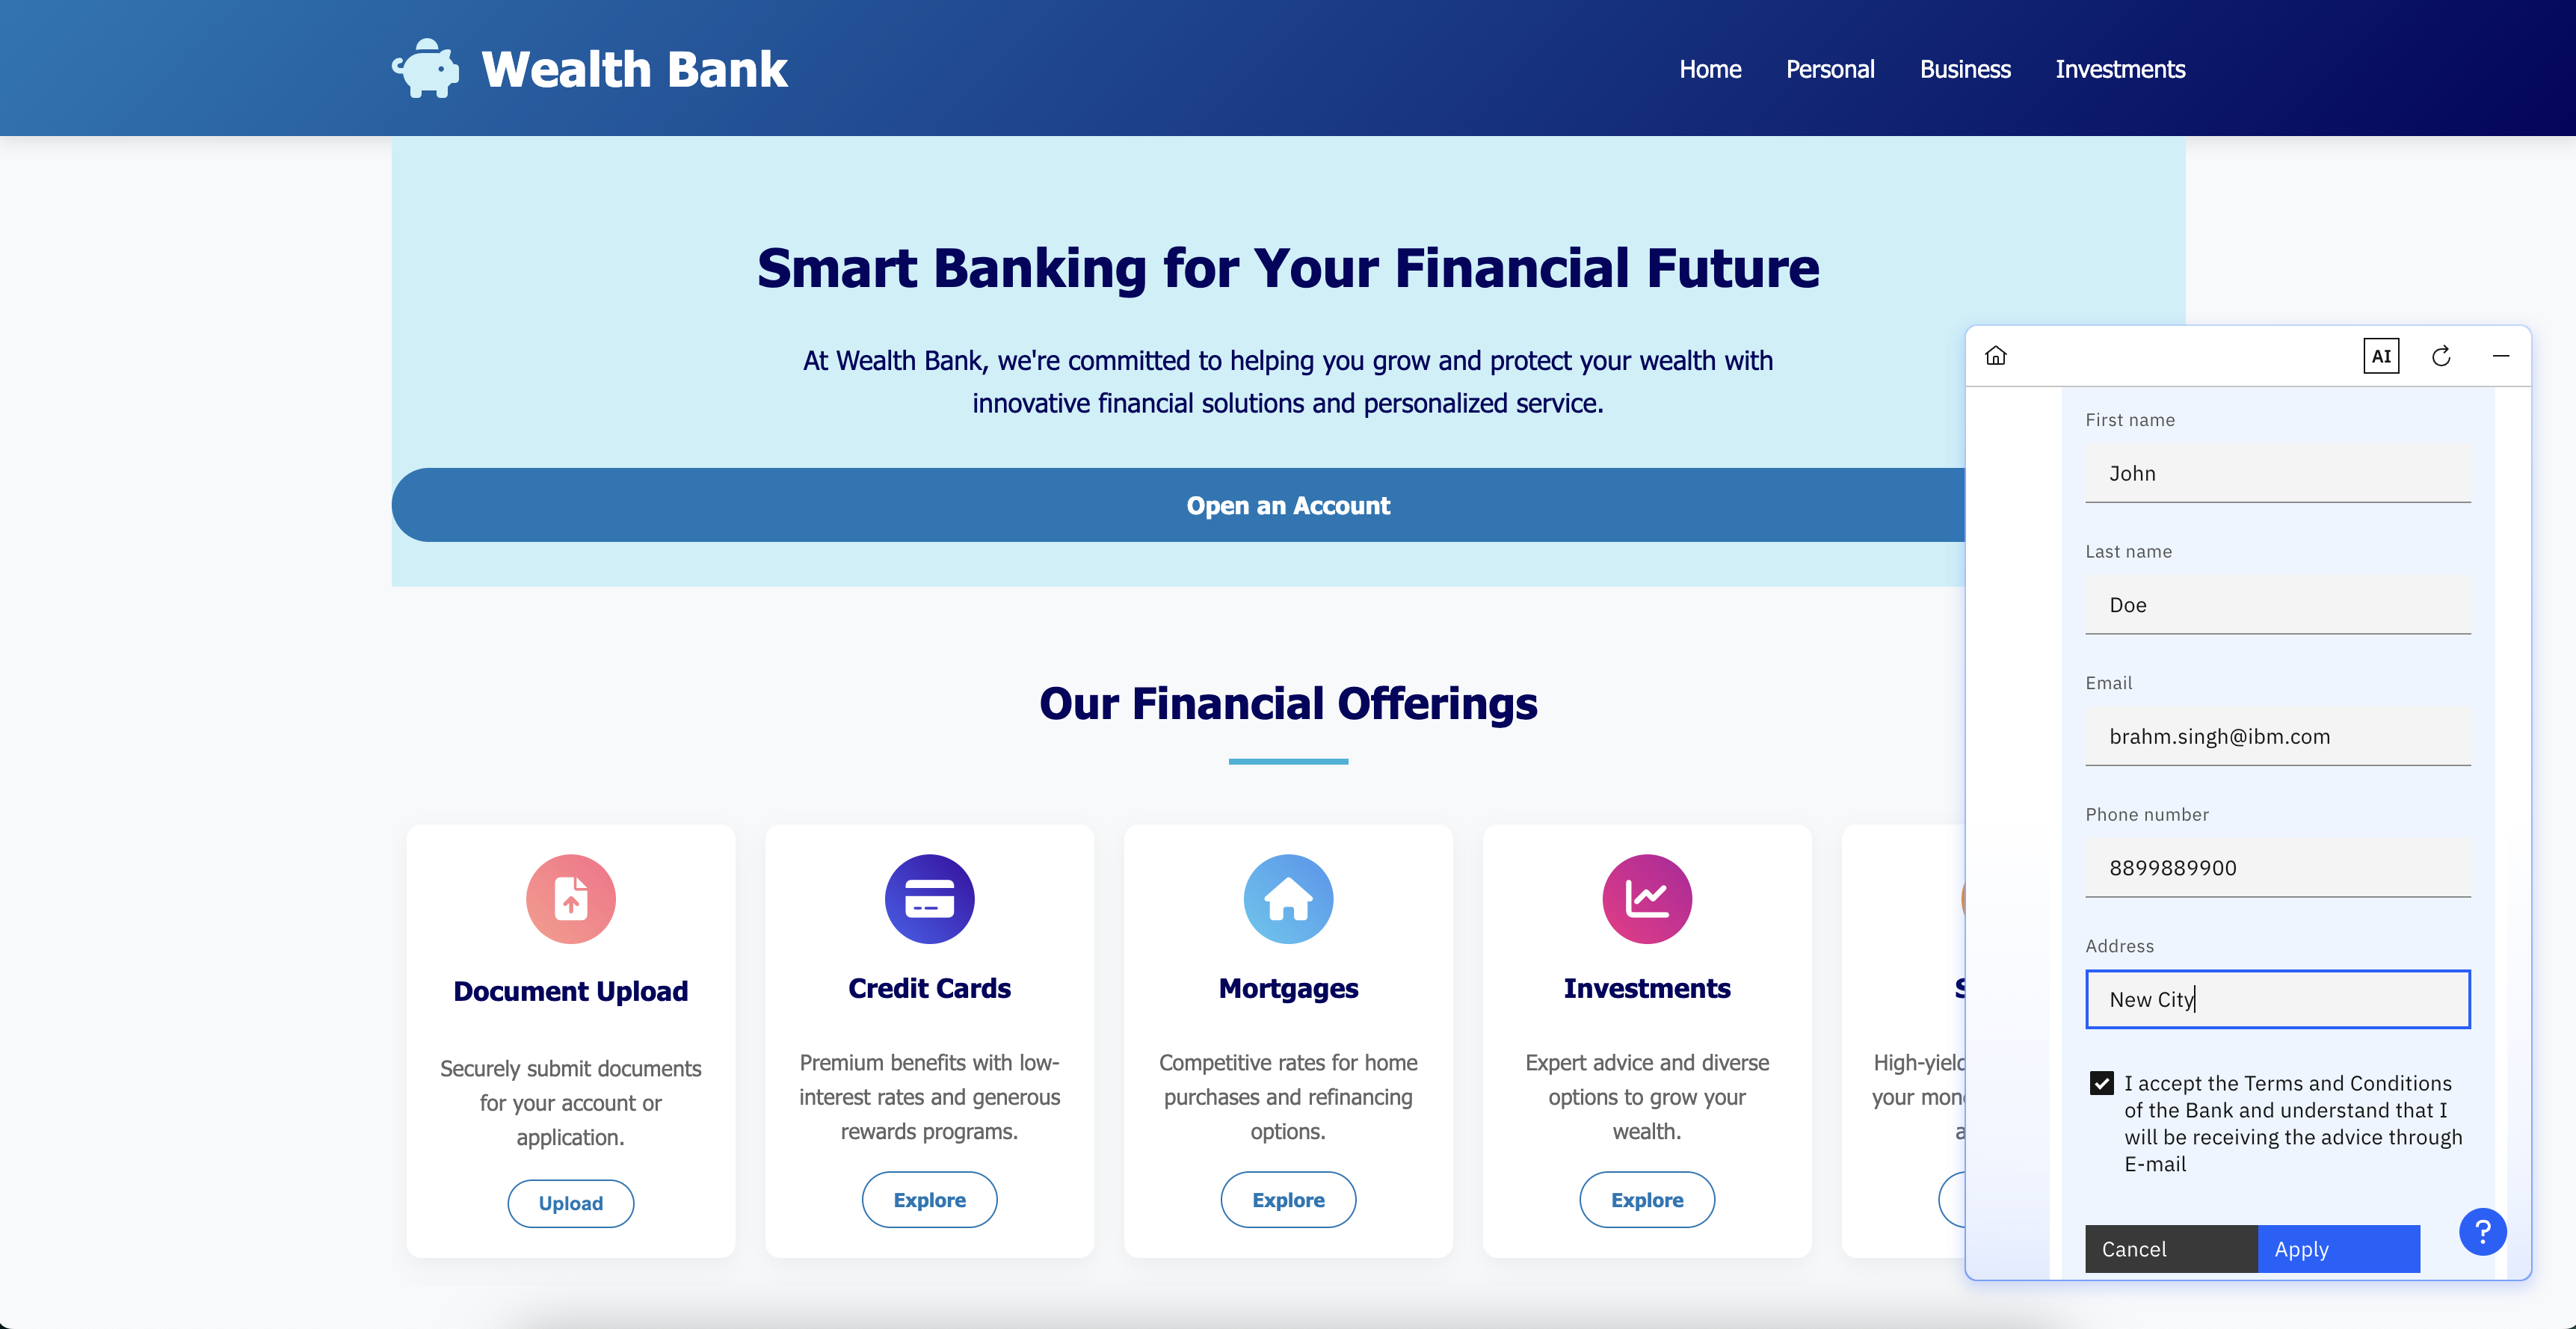 Wealth Bank
Home Personal Business Investments
Smart Banking for Your Financial Future
At Wealth Bank, we're committed to helping you grow and protect your wealth with
innovative financial solutions and personalized service.
Open an Account
Our Financial Offerings
Document Upload
Securely submit documents
for your account or
application.
Upload
Credit Cards
Premium benefits with low-
interest rates and generous
rewards programs.
Explore
Mortgages
Competitive rates for home
purchases and refinancing
options.
Explore
Investments
Expert advice and diverse
options to grow your
wealth.
Explore
High-yield
your
AI
First name
John
Last name
Doe
Email
brahm.singh@ibm.com
Phone number
8899889900
Address
New City
I accept the Terms and Conditions
of the Bank and understand that I
will be receiving the advice through
E-mail
Cancel Apply
?